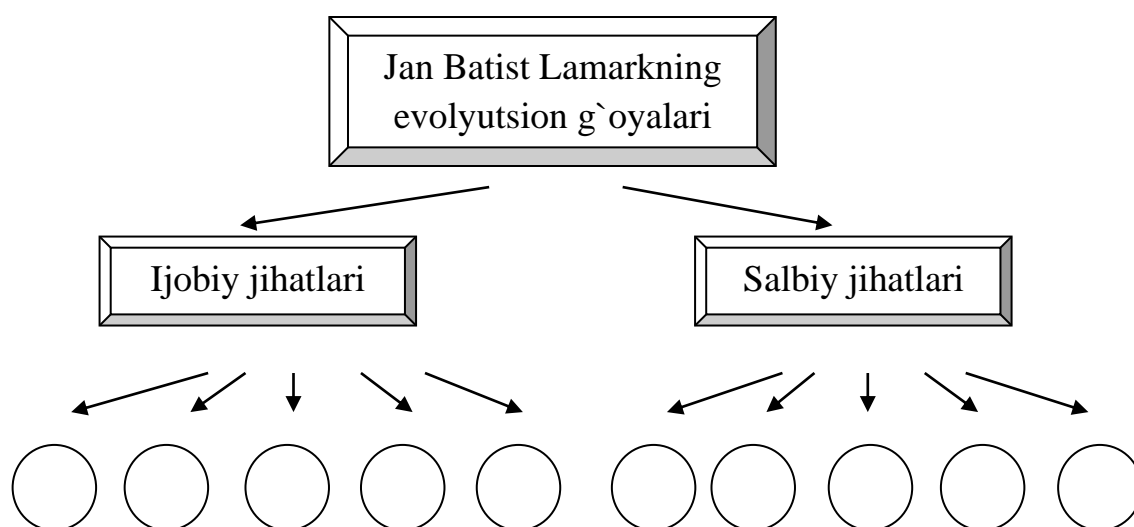 Jan Batist Lamarkning
evolyutsion g`oyalari
Ijobiy jihatlari
Salbiy jihatlari